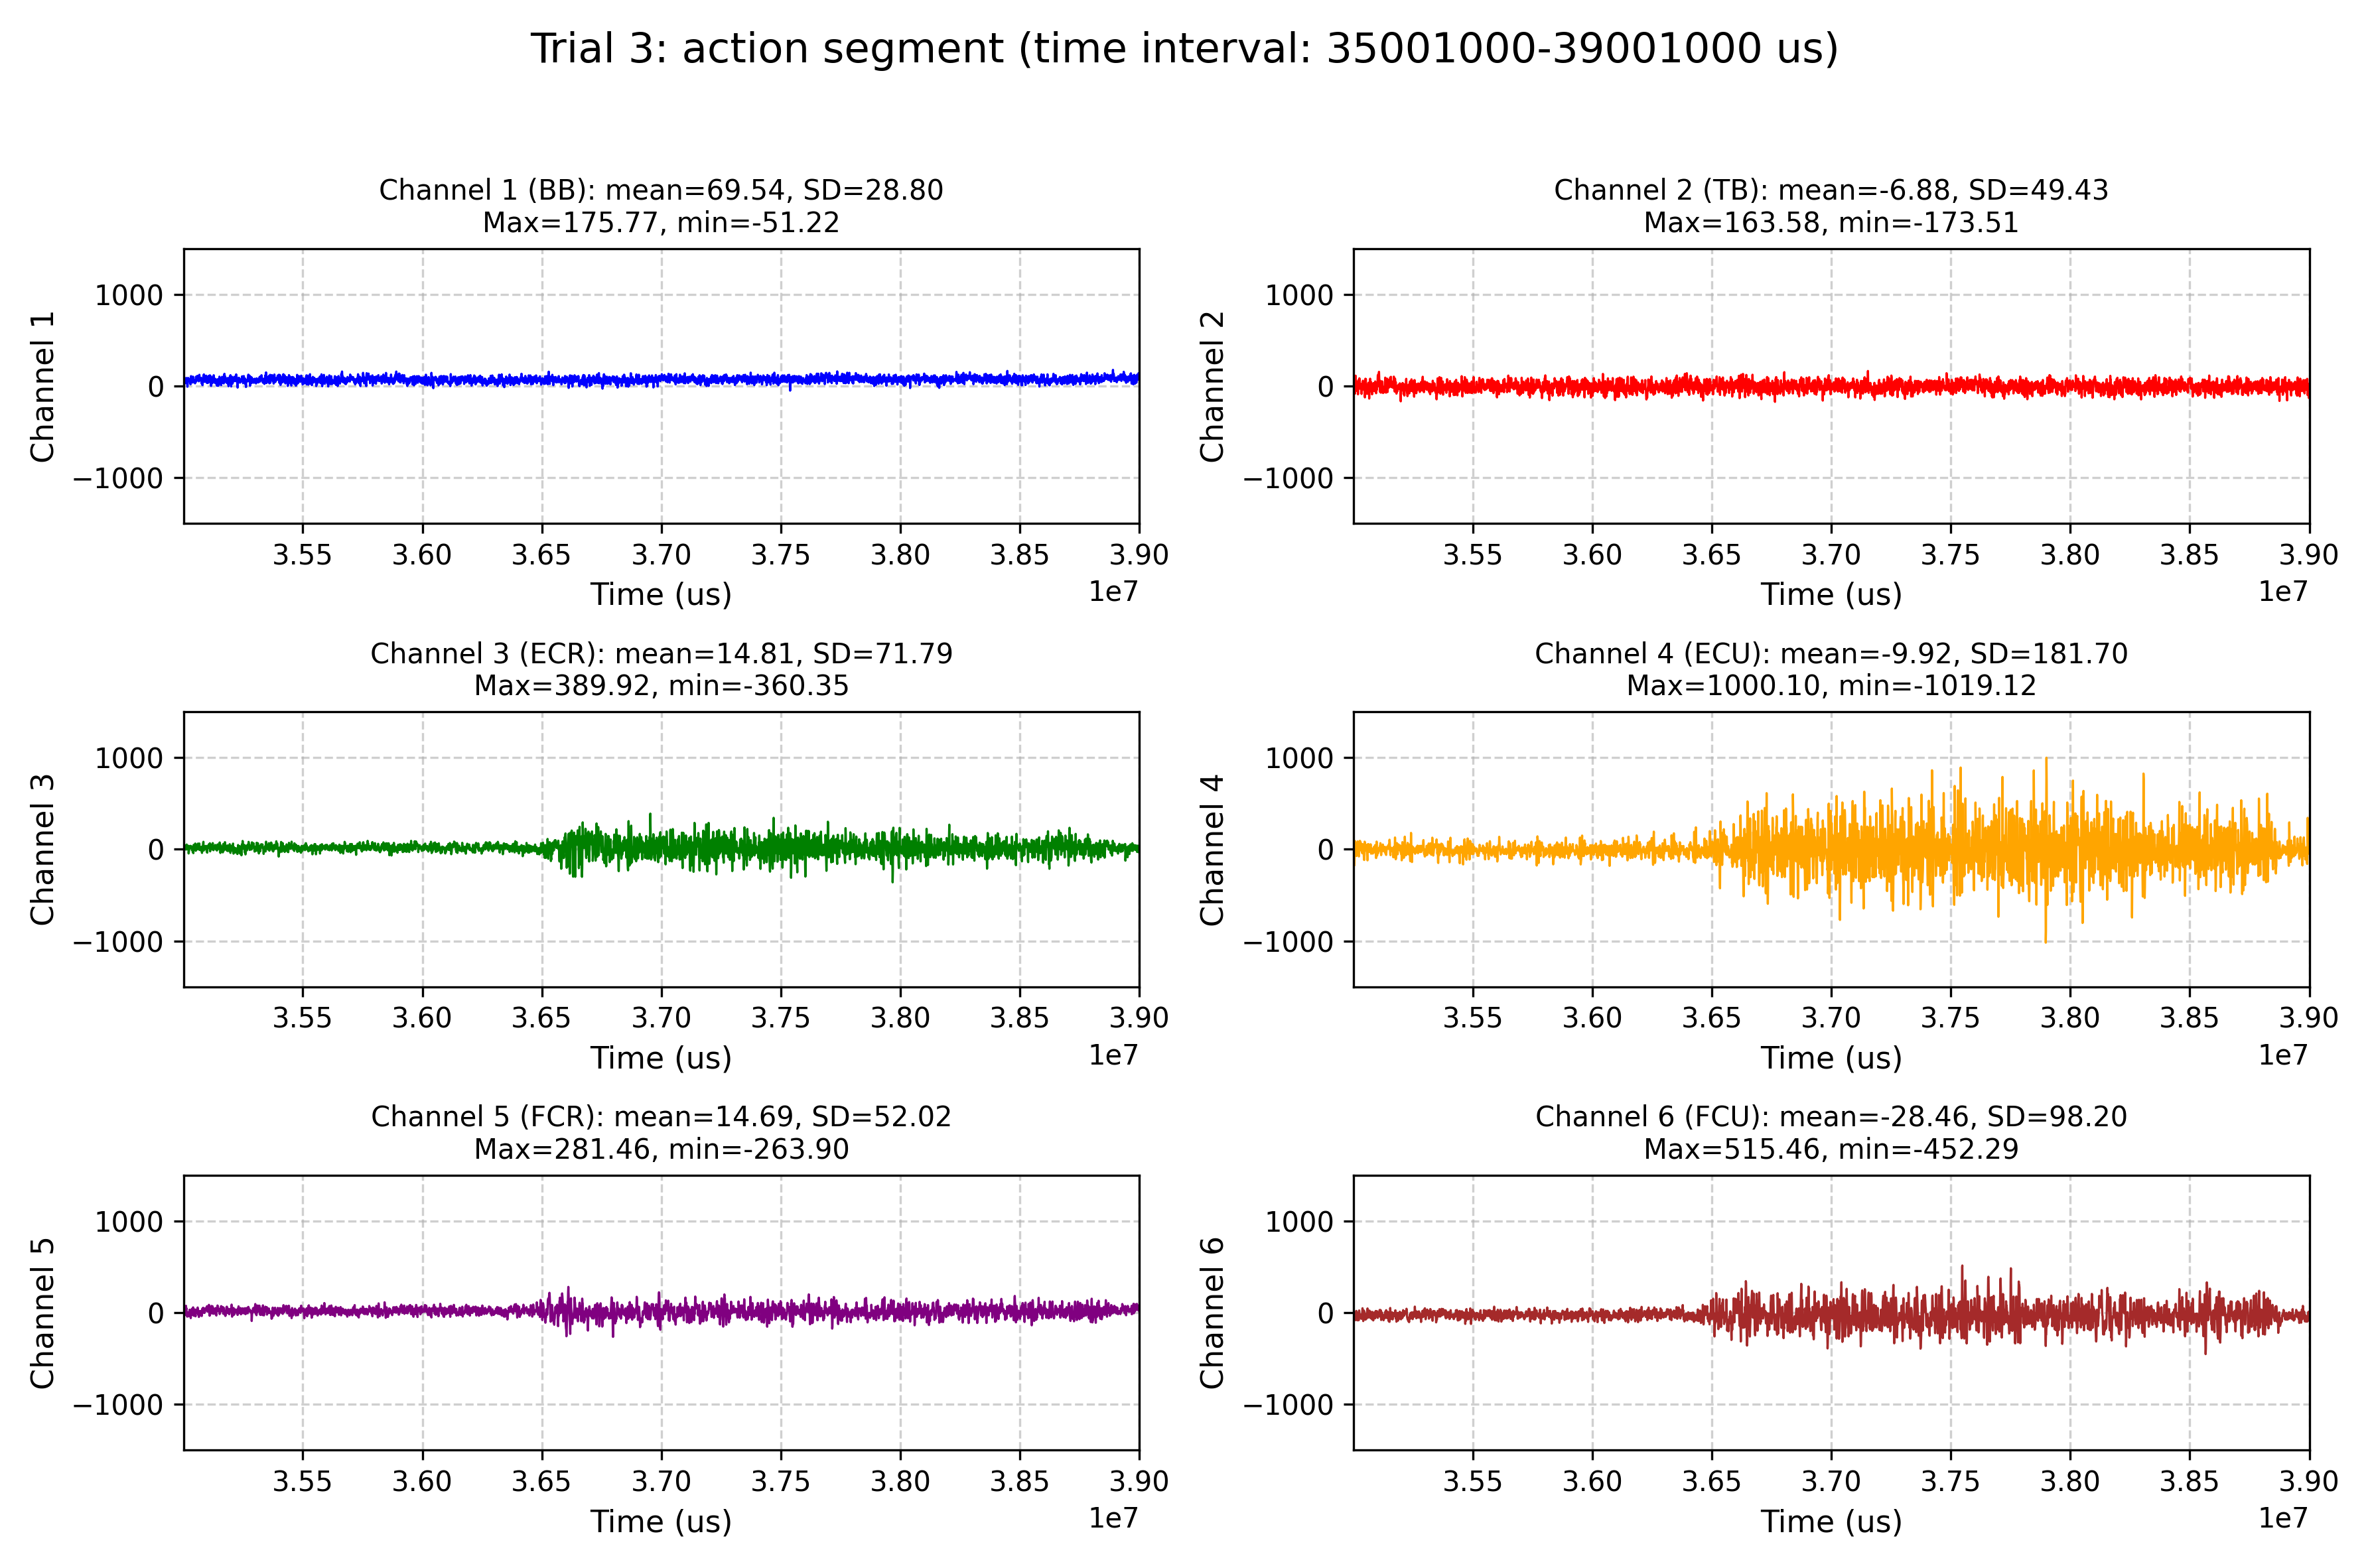 Trial 3: action segment (time interval: 35001000-39001000 us)
Channel 1 (BB): mean=69.54, SD=28.80
Max=175.77, min=-51.22
Channel 1
1000
0
−1000
3.55 3.60 3.65 3.70 3.75 3.80 3.85 3.90
Time (us)
1e7
Channel 2 (TB): mean=-6.88, SD=49.43
Max=163.58, min=-173.51
Channel 2
1000
0
−1000
3.55 3.60 3.65 3.70 3.75 3.80 3.85 3.90
Time (us)
1e7
Channel 3 (ECR): mean=14.81, SD=71.79
Max=389.92, min=-360.35
Channel 3
1000
0
−1000
3.55 3.60 3.65 3.70 3.75 3.80 3.85 3.90
Time (us)
1e7
Channel 4 (ECU): mean=-9.92, SD=181.70
Max=1000.10, min=-1019.12
Channel 4
1000
0
−1000
3.55 3.60 3.65 3.70 3.75 3.80 3.85 3.90
Time (us)
1e7
Channel 5 (FCR): mean=14.69, SD=52.02
Max=281.46, min=-263.90
Channel 5
1000
0
−1000
3.55 3.60 3.65 3.70 3.75 3.80 3.85 3.90
Time (us)
1e7
Channel 6 (FCU): mean=-28.46, SD=98.20
Max=515.46, min=-452.29
Channel 6
1000
0
−1000
3.55 3.60 3.65 3.70 3.75 3.80 3.85 3.90
Time (us)
1e7